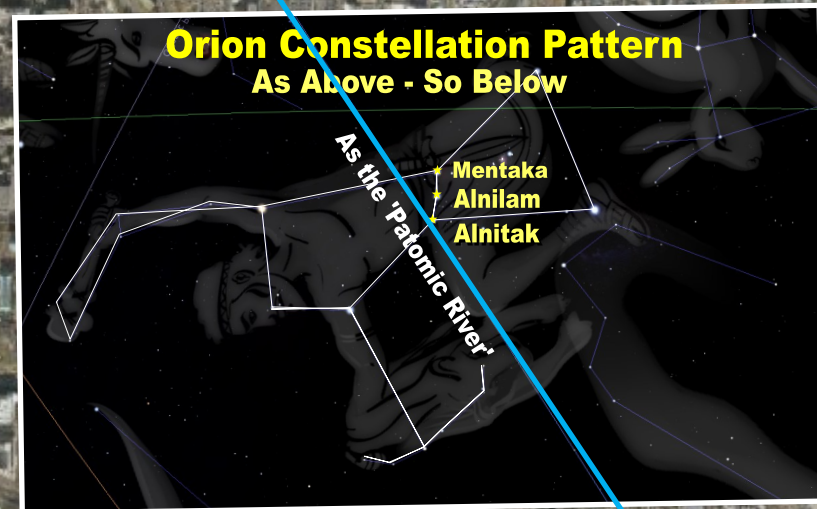 Orion Constellation Pattern
As Above - So Below
As the 'Patomic River'
Mentaka
Alnilam
Alnitak